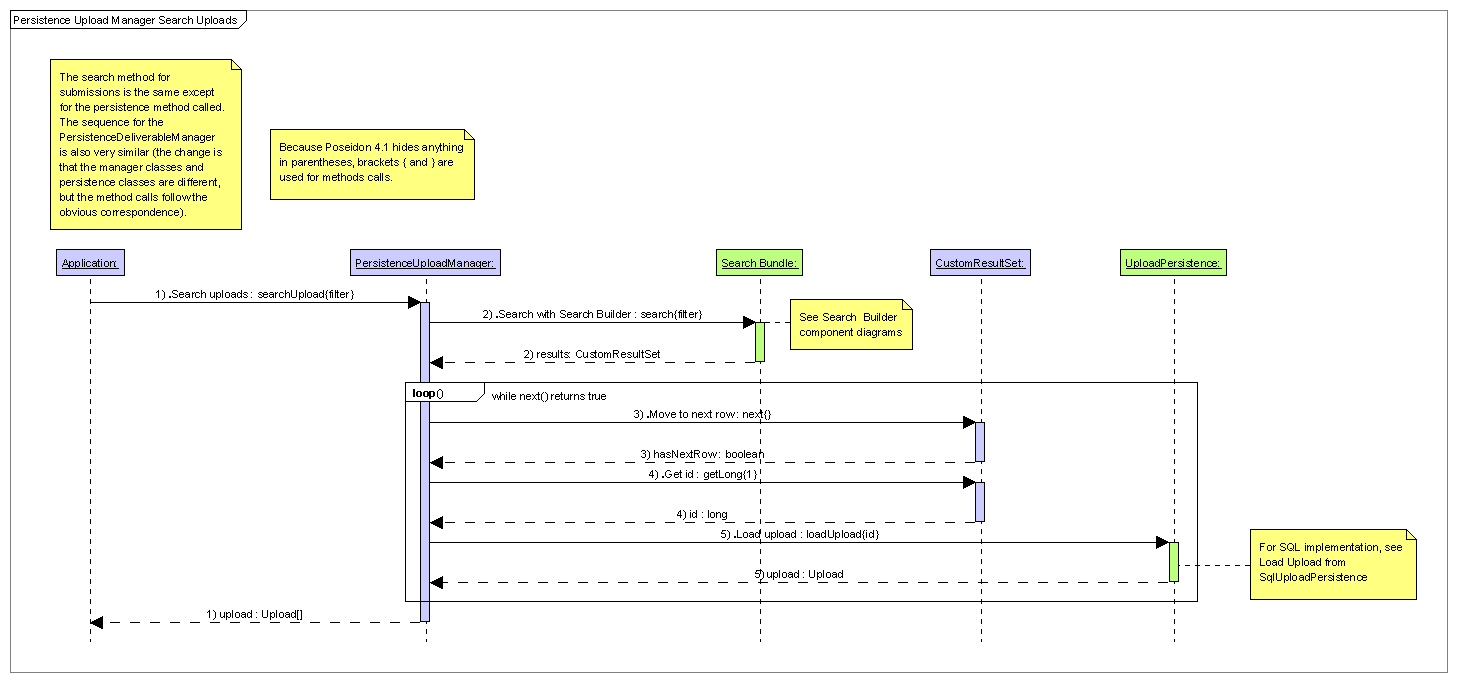 Persistence Upload Manager Search Uploads
The search method for
submissions is the same except
for the persistence method called.
The sequence for the
PersistenceDeliverableManager
is also very similar (the change is
that the manager classes and
persistence classes are different,
but the method calls follow the
obvious correspondence).
Because Poseidon 4.1 hides anything
in parentheses, brackets { and } are
used for methods calls.
Application:
PersistenceUploadManager:
Search Bundle:
CustomResultSet:
UploadPersistence:
1) .Search uploads : searchUpload{filter}
2) .Search with Search Builder : search{filter}
See Search Builder
component diagrams
2) results: CustomResultSet
loop()
while next() returns true
3) .Move to next row: next{}
3) hasNextRow: boolean
4) .Get id : getLong{1}
4) id : long
5) .Load upload : loadUpload{id}
For SQL implementation, see
Load Upload from
SqlUploadPersistence
5) upload : Upload
1) upload : Upload[]